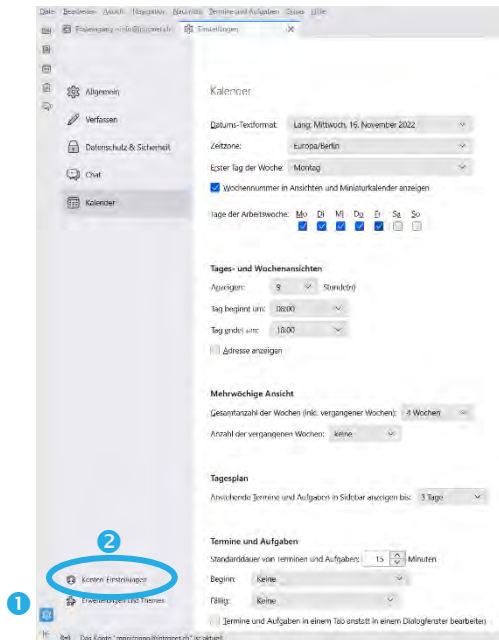 Datei Bearbeiten Ansicht Navigation Nachricht Termine und Aufgaben Extras Hilfe
Einstellungen
Allgemein
Verfassen
Datenschutz & Sicherheit
Chat
Kalender
Kalender
Datums-Textformat: Lang: Mittwoch, 16. November 2022
Zeitzone: Europa/Berlin
Erster Tag der Woche: Montag
Wochennummer in Ansichten und Miniaturkalender anzeigen
Tage der Arbeitswoche: Mo Di Mi Do Fr Sa So
Tages- und Wochenansichten
Anzeigen: 9 Stunde(n)
Tag beginnt um: 08:00
Tag endet um: 18:00
Adresse anzeigen
Mehrwöchige Ansicht
Gesamtanzahl der Wochen (inkl. vergangener Wochen): 4 Wochen
Anzahl der vergangenen Wochen: keine
Tagesplan
Anstehende Termine und Aufgaben in Sidebar anzeigen bis: 3 Tage
Termine und Aufgaben
Standarddauer von Terminen und Aufgaben: 15 Minuten
Beginn: Keine
Fällig: Keine
Termine und Aufgaben in einem Tab anstatt in einem Dialogfenster bearbeiten
2
Konten-Einstellungen
Erweiterungen und Themes
1
Das Konto ist aktuell